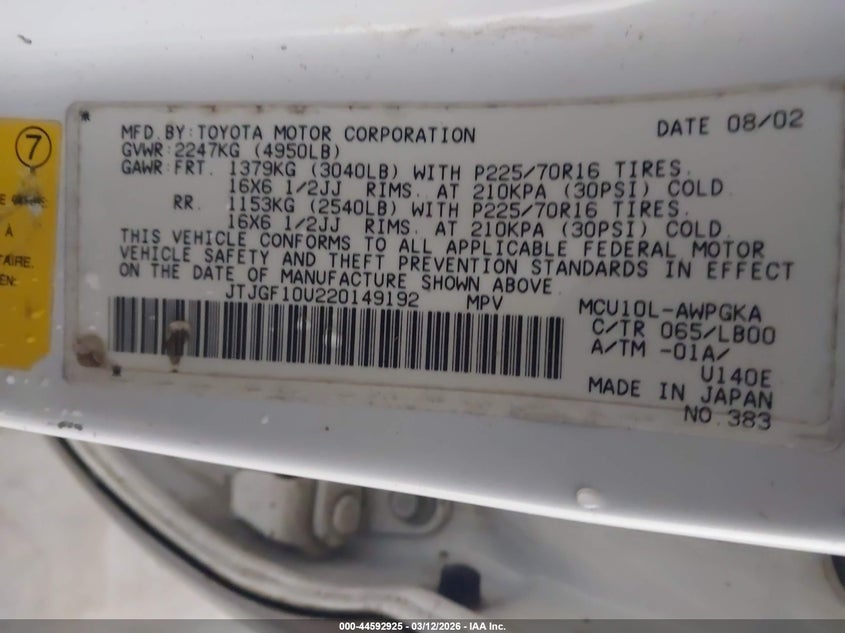 7
À
MFD.BY:TOYOTA MOTOR CORPORATION DATE 08/02
GVWR:2247KG (4950LB)
GAWR:FRT. 1379KG (3040LB) WITH P225/70R16 TIRES.
16X6 1/2JJ RIMS. AT 210KPA (30PSI) COLD.
RR. 1153KG (2540LB) WITH P225/70R16 TIRES.
16X6 1/2JJ RIMS. AT 210KPA (30PSI) COLD.
THIS VEHICLE CONFORMS TO ALL APPLICABLE FEDERAL MOTOR
VEHICLE SAFETY AND THEFT PREVENTION STANDARDS IN EFFECT
ON THE DATE OF MANUFACTURE SHOWN ABOVE.
JTJGF10U220149192 MPV MCU10L-AWPGKA
C/TR 065/LB00
A/TM -01A/
U140E
MADE IN JAPAN
NO.383
000-44592925 - 03/12/2026 - IAA Inc.